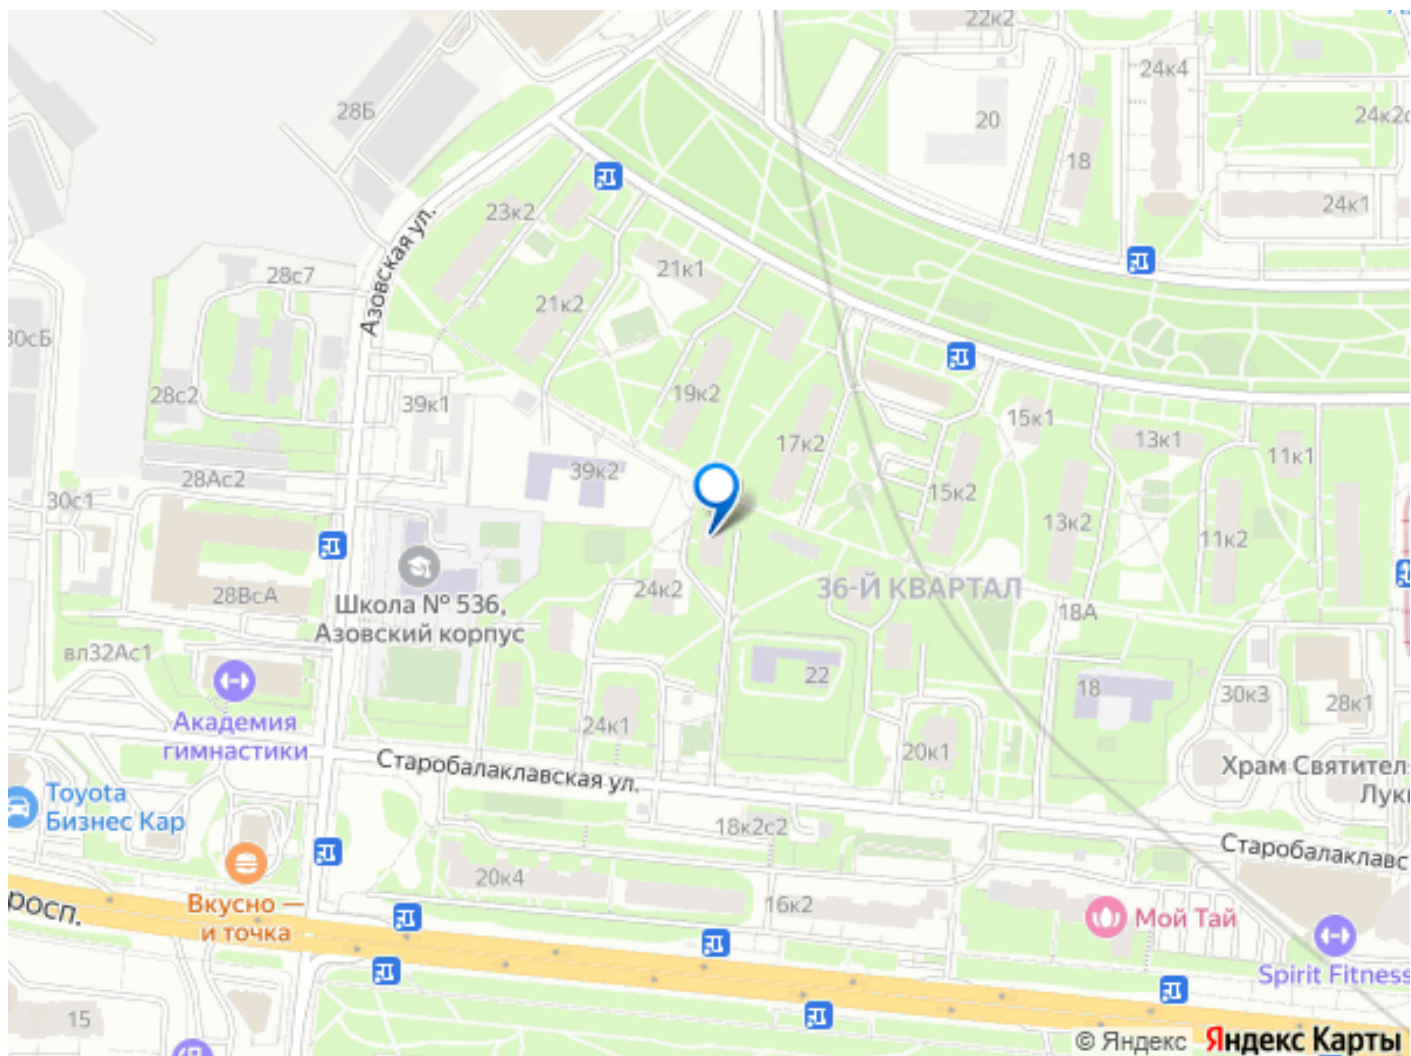 22к2
24к4
28Б
20
24к2с
18
23к2
24к1
Азовская ул.
21к1
28с7
21к2
30сБ
28с2
19к2
39к1
15к1
17к2
13к1
11к1
39к2
28Ас2
15к2
30с1
13к2
11к2
24к2
36-Й КВАРТАЛ
28ВсА
Школа № 536,
Азовский корпус
18А
вл32Ас1
22
18
30к3
28к1
Академия
гимнастики
24к1
20к1
Старобалаклавская ул.
Храм Святител
Луки
Toyota
Бизнес Кар
18к2с2
Старобалаклавс
20к4
16к2
Вкусно —
и точка
росп.
Мой Тай
Spirit Fitness
15
© Яндекс Яндекс Карты